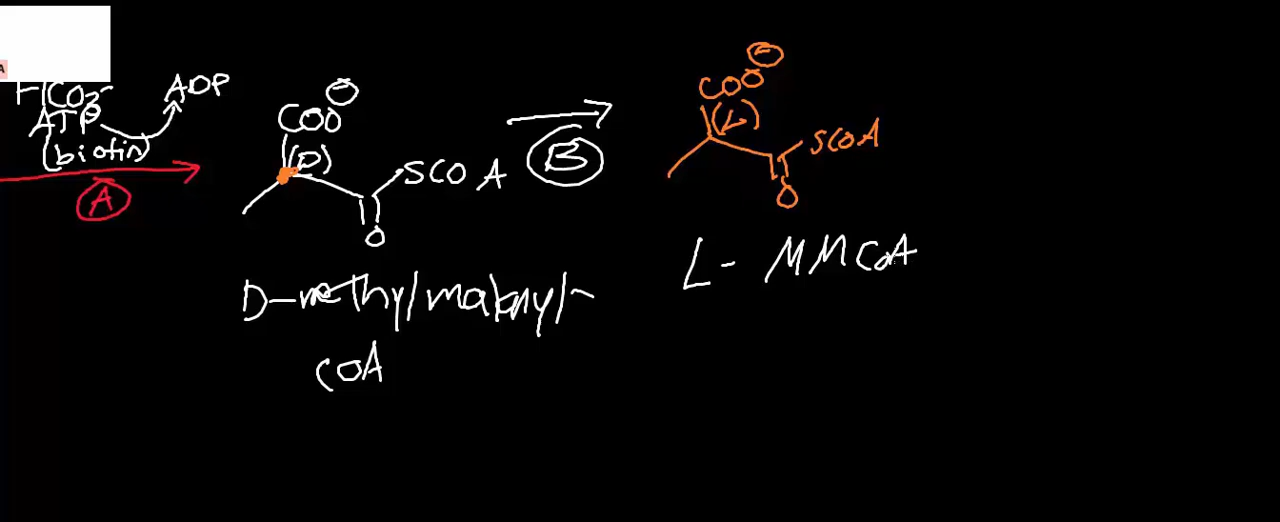 A
HCO3-
ADP
ATP
(biotin)
A
COO⊖
(D)
SCOA
O
D-methylmalonyl-
COA
B
COO⊖
(L)
SCOA
O
L- MMCOA